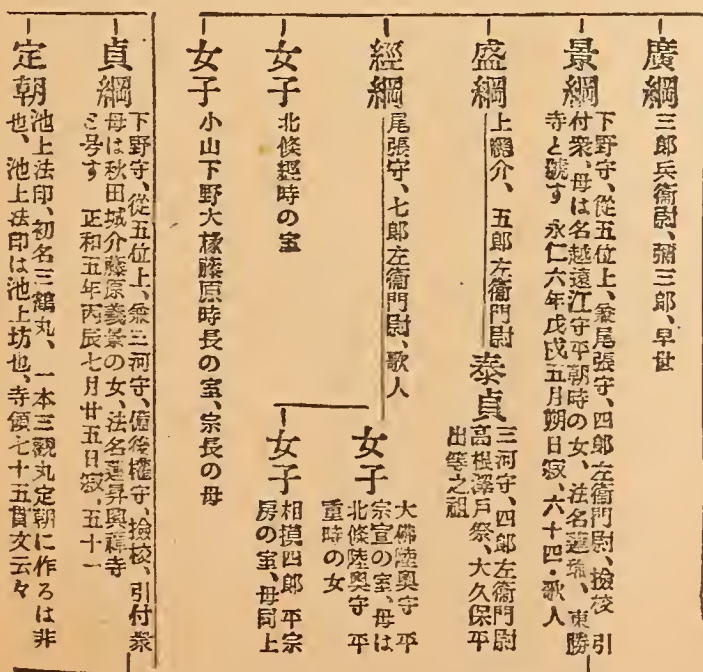 廣綱
三郎兵衞尉、彌三郎、早世
景綱
下野守、從五位上、兼尾張守、四郎左衞門尉、撿挍 引
付衆、母は名越遠江守平朝時の女、法名蓮瑜、東勝
寺と號す 永仁六年戊戌五月朔日寂、六十四・歌人
盛綱
上總介、五郎左衞門尉
泰貞
三河守、四郎左衞門尉
高根澤戸祭、大久保平
出等之祖
經綱
尾張守、七郎左衞門尉、歌人
女子
大佛陸奧守 平
宗宣の室、母は
北條陸奧守 平
重時の女
女子
相摸四郎 平宗
房の室、母同上
女子
北條經時の室
女子
小山下野大掾藤原時長の室、宗長の母
貞綱
下野守、從五位上、兼三河守、備後權守、撿挍、引付衆
母は秋田城介藤原義景の女、法名蓮昇興禪寺
と号す 正和五年丙辰七月廿五日寂、五十一
定朝
池上法印、初名三鶴丸、一本三觀丸定朝に作ろは非
也、池上法印は池上坊也、寺領七十五貫文云々